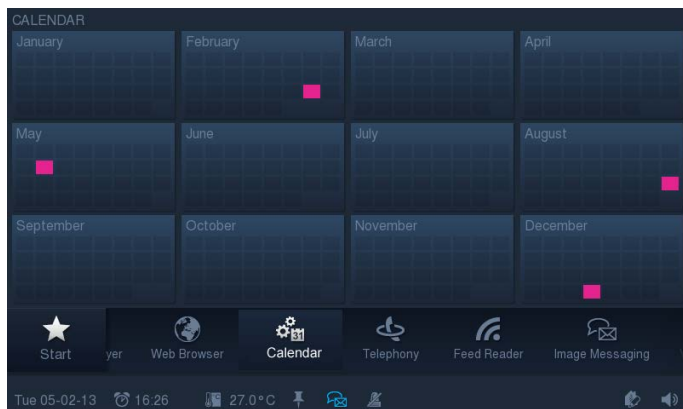 CALENDAR
January February March April
May June July August
September October November December
31
Start yer Web Browser Calendar Telephony Feed Reader Image Messaging
Tue 05-02-13 16:26 27.0°C